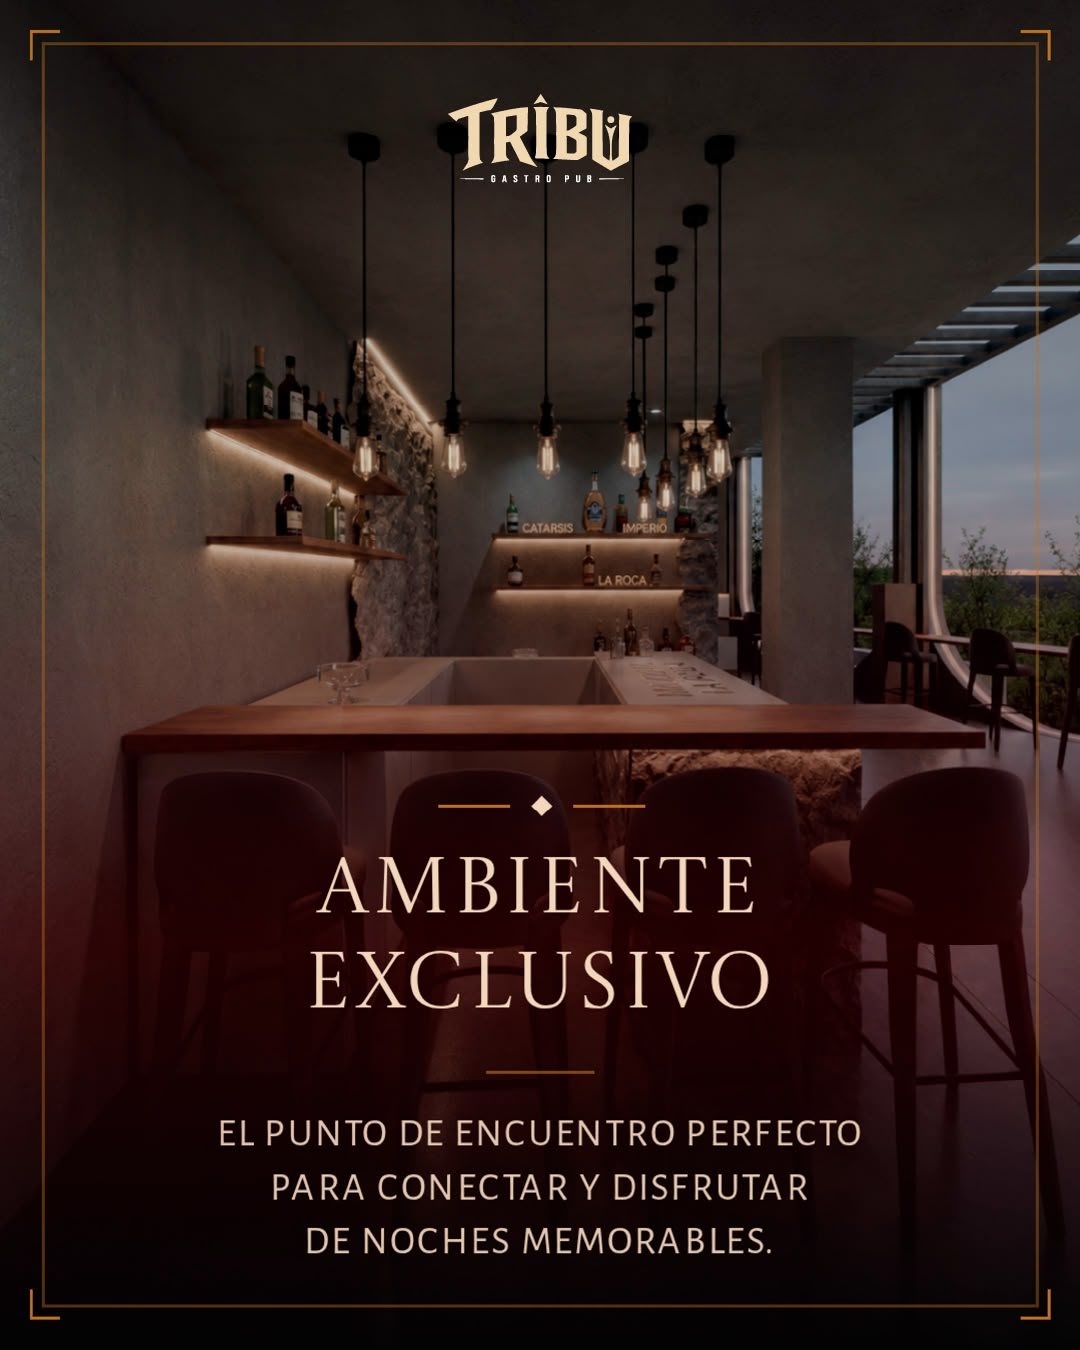 TRIBU
GASTRO PUB
CATARSIS IMPERIO
LA ROCA
AMBIENTE
EXCLUSIVO
EL PUNTO DE ENCUENTRO PERFECTO
PARA CONECTAR Y DISFRUTAR
DE NOCHES MEMORABLES.